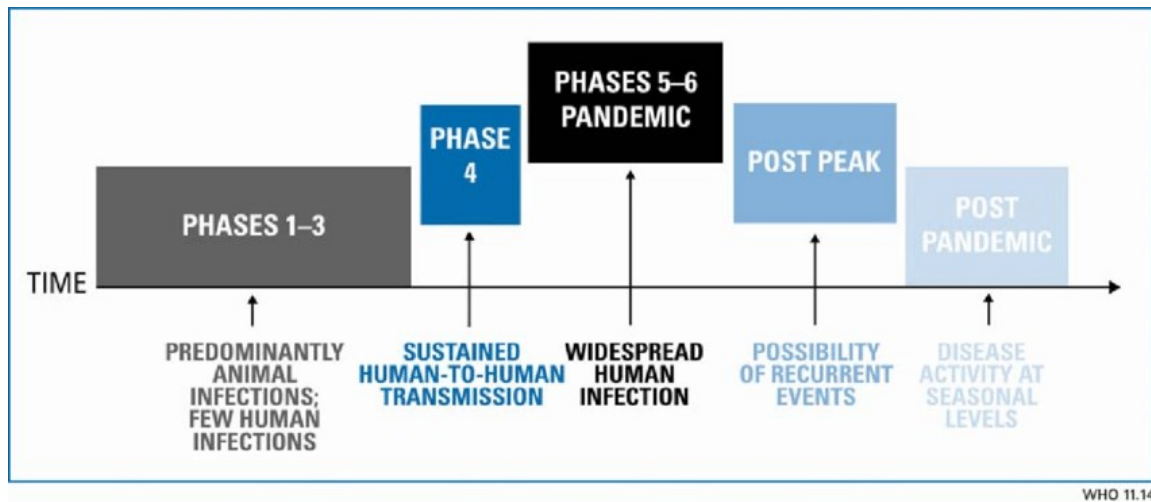 PHASES 5–6
PANDEMIC
PHASE
4
POST PEAK
PHASES 1–3
POST
PANDEMIC
TIME
PREDOMINANTLY
ANIMAL
INFECTIONS;
FEW HUMAN
INFECTIONS
SUSTAINED
HUMAN-TO-HUMAN
TRANSMISSION
WIDESPREAD
HUMAN
INFECTION
POSSIBILITY
OF RECURRENT
EVENTS
DISEASE
ACTIVITY AT
SEASONAL
LEVELS
WHO 11.14